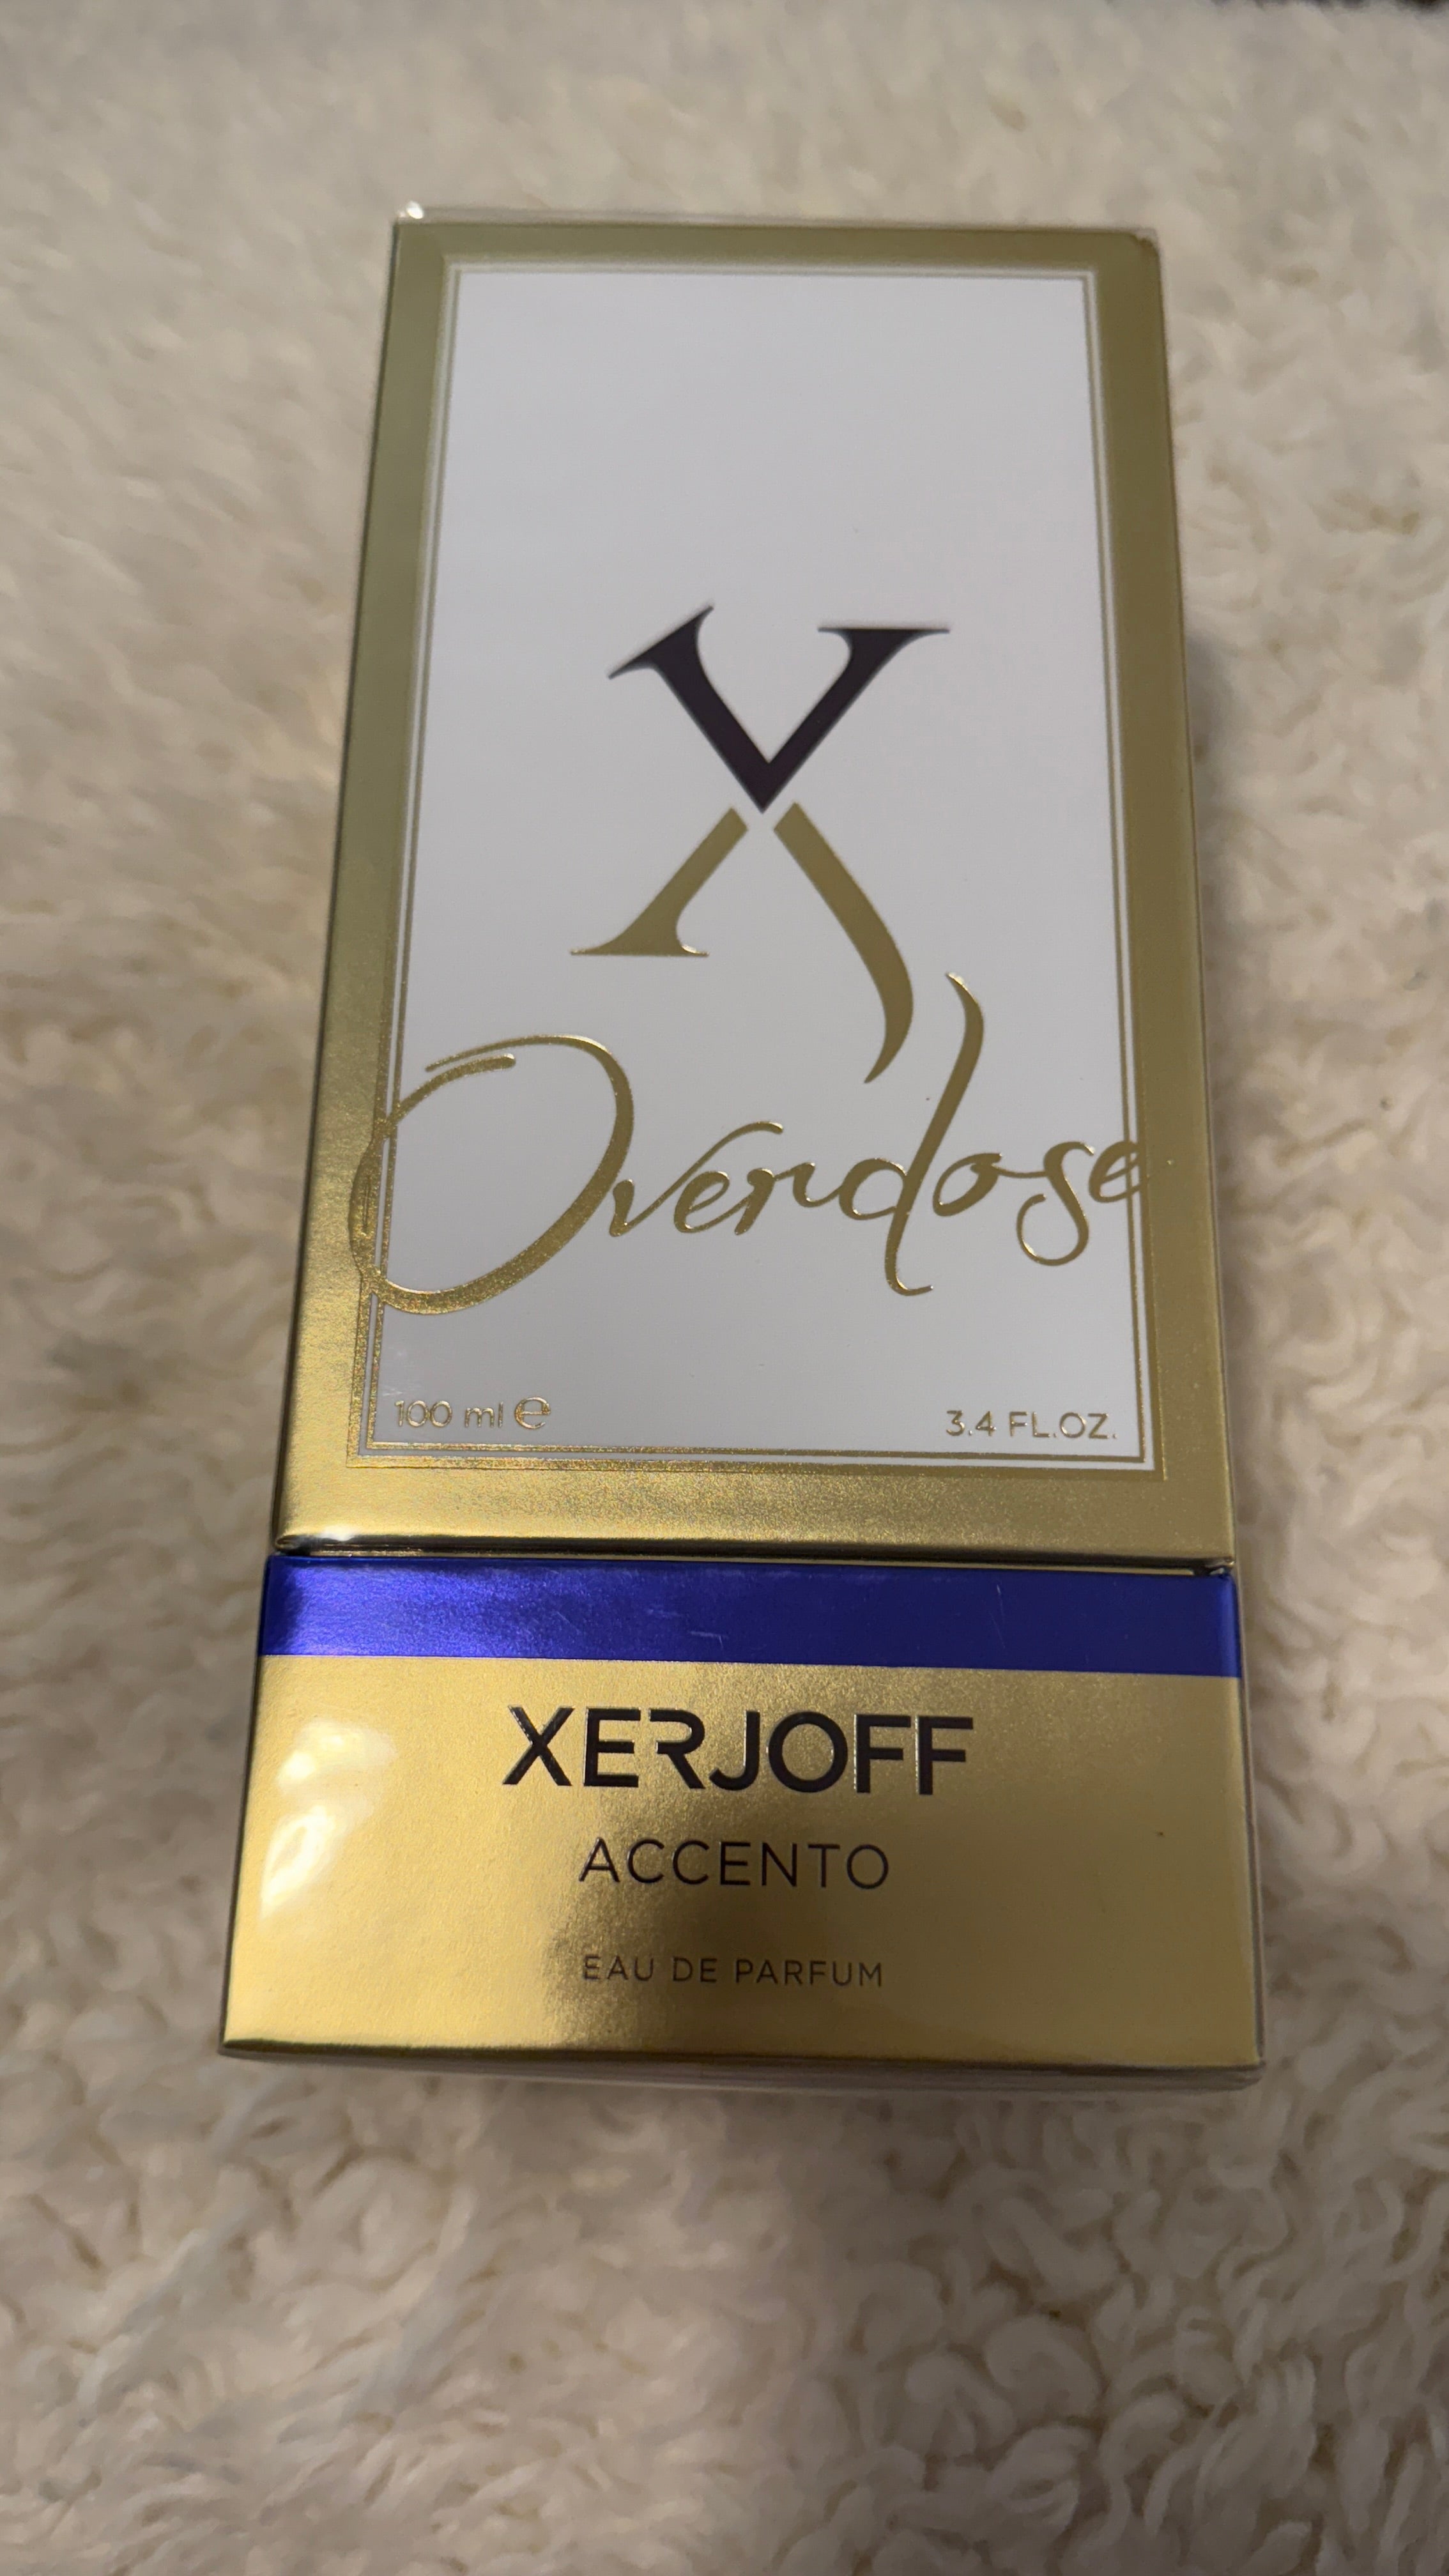 X
Overdose
100 ml ℮ 3.4 FL.OZ.
XERJOFF
ACCENTO
EAU DE PARFUM